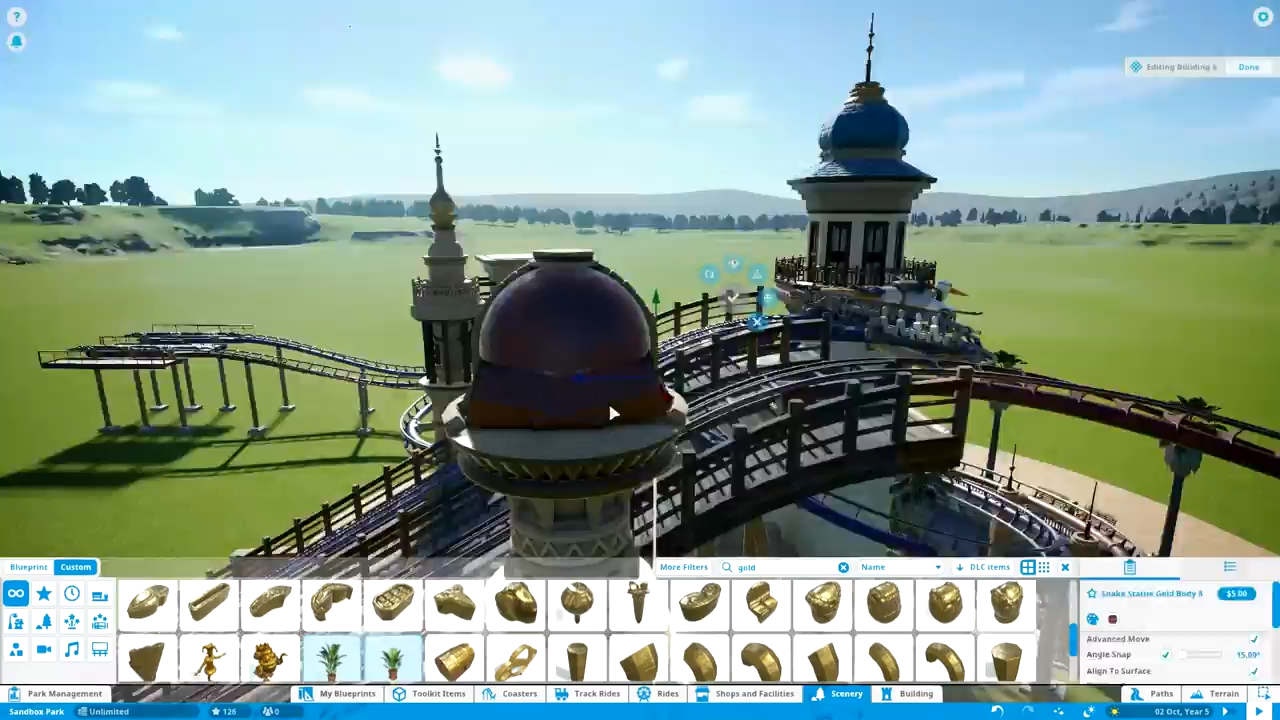 ?
Editing Building 6 Done
Blueprint Custom
More Filters gold Name DLC items
Snake Statue Gold Body 8 $5.00
Advanced Move
Angle Snap 15.00°
Align To Surface
Park Management My Blueprints Toolkit Items Coasters Track Rides Rides Shops and Facilities Scenery Building Paths Terrain
Sandbox Park Unlimited 126 0 02 Oct, Year 5